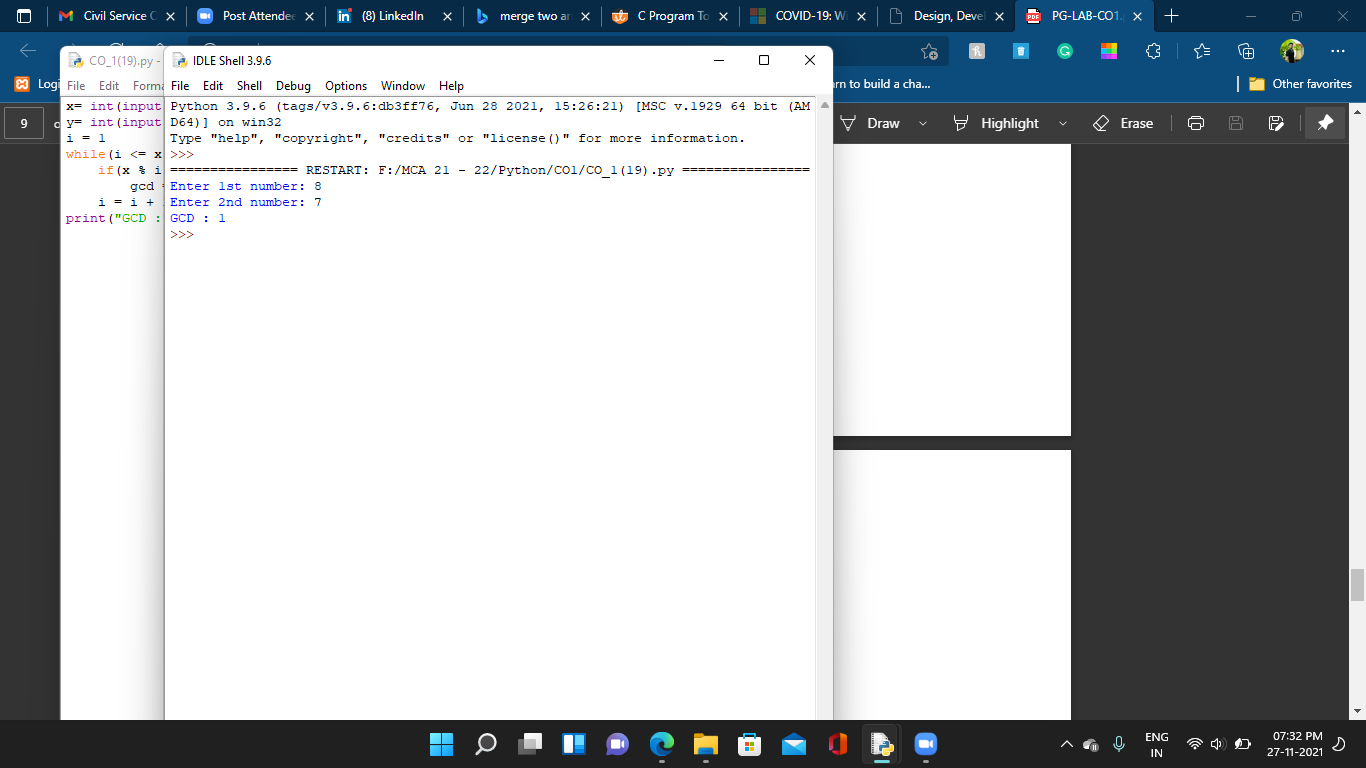 Civil Service C
Post Attendee
(8) LinkedIn
merge two ar
C Program To
COVID-19: W
Design, Devel
PG-LAB-CO1.
CO_1(19).py -
IDLE Shell 3.9.6
Logi
rn to build a cha...
Other favorites
File Edit Forma
File Edit Shell Debug Options Window Help
9
Draw
Highlight
Erase
x= int(input
y= int(input
i = 1
while(i <= x
if(x % i
gcd =
i = i +
print("GCD :
Python 3.9.6 (tags/v3.9.6:db3ff76, Jun 28 2021, 15:26:21) [MSC v.1929 64 bit (AM
D64)] on win32
Type "help", "copyright", "credits" or "license()" for more information.
>>>
================ RESTART: F:/MCA 21 - 22/Python/CO1/CO_1(19).py ================
Enter 1st number: 8
Enter 2nd number: 7
GCD : 1
>>>
ENG
IN
07:32 PM
27-11-2021